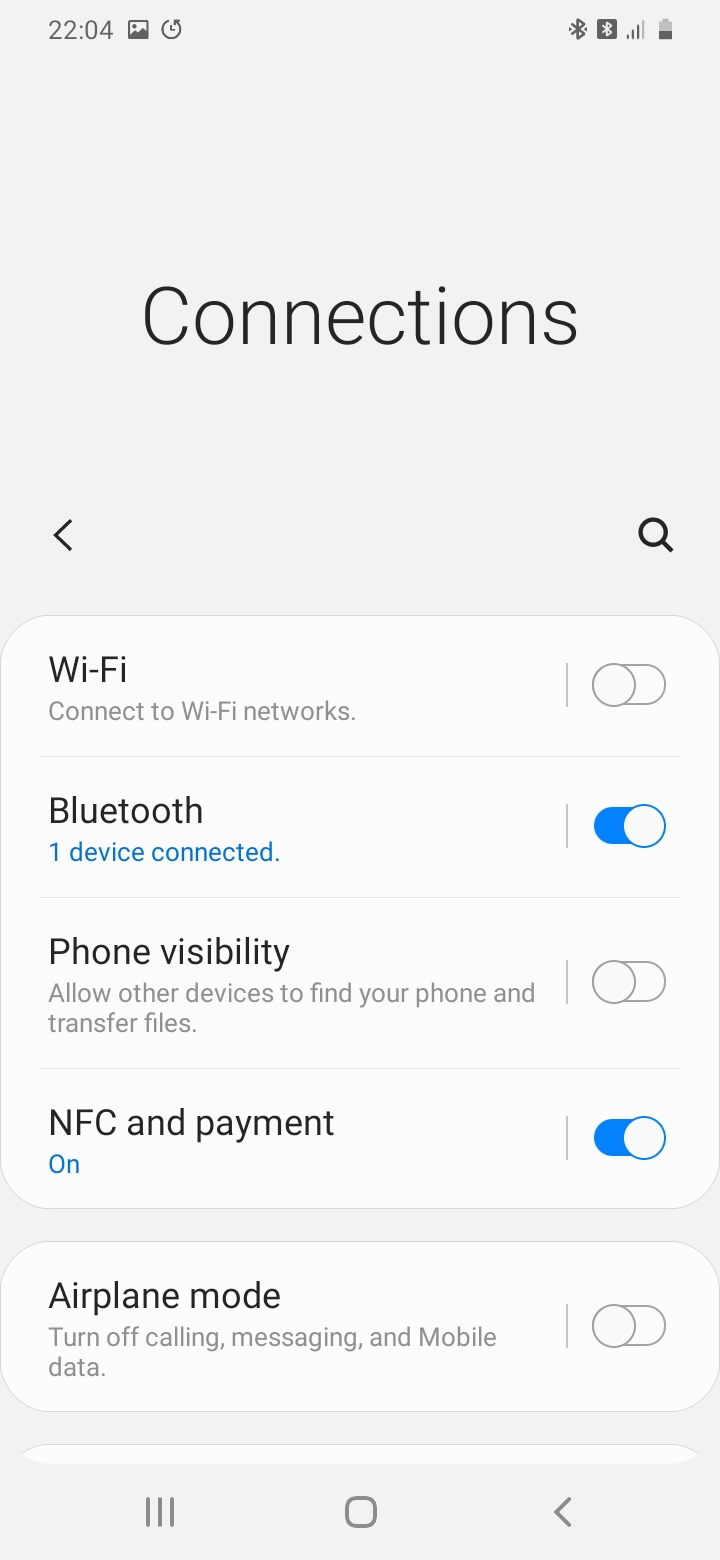 22:04
Connections
Wi-Fi
Connect to Wi-Fi networks.
Bluetooth
1 device connected.
Phone visibility
Allow other devices to find your phone and
transfer files.
NFC and payment
On
Airplane mode
Turn off calling, messaging, and Mobile
data.